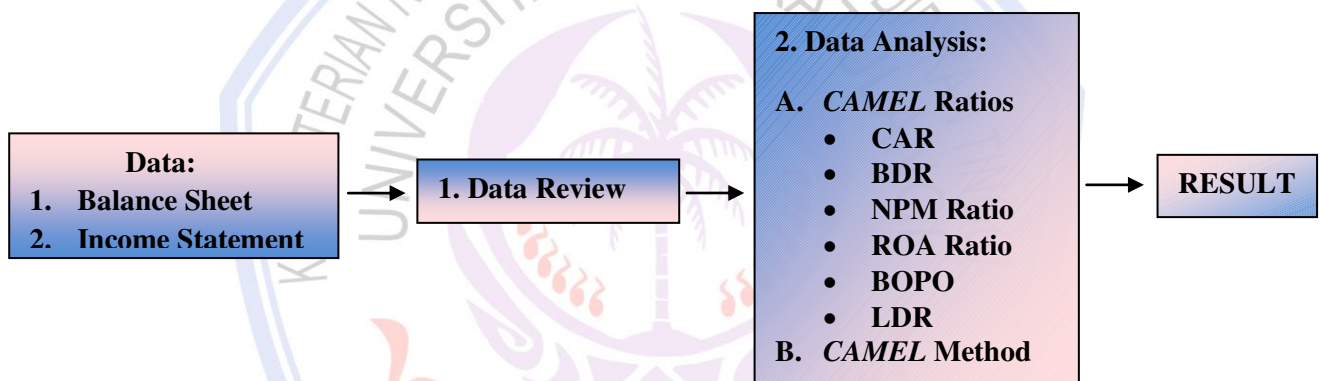 Data:
1. Balance Sheet
2. Income Statement
1. Data Review
2. Data Analysis:
A. CAMEL Ratios
• CAR
• BDR
• NPM Ratio
• ROA Ratio
• BOPO
• LDR
B. CAMEL Method
RESULT